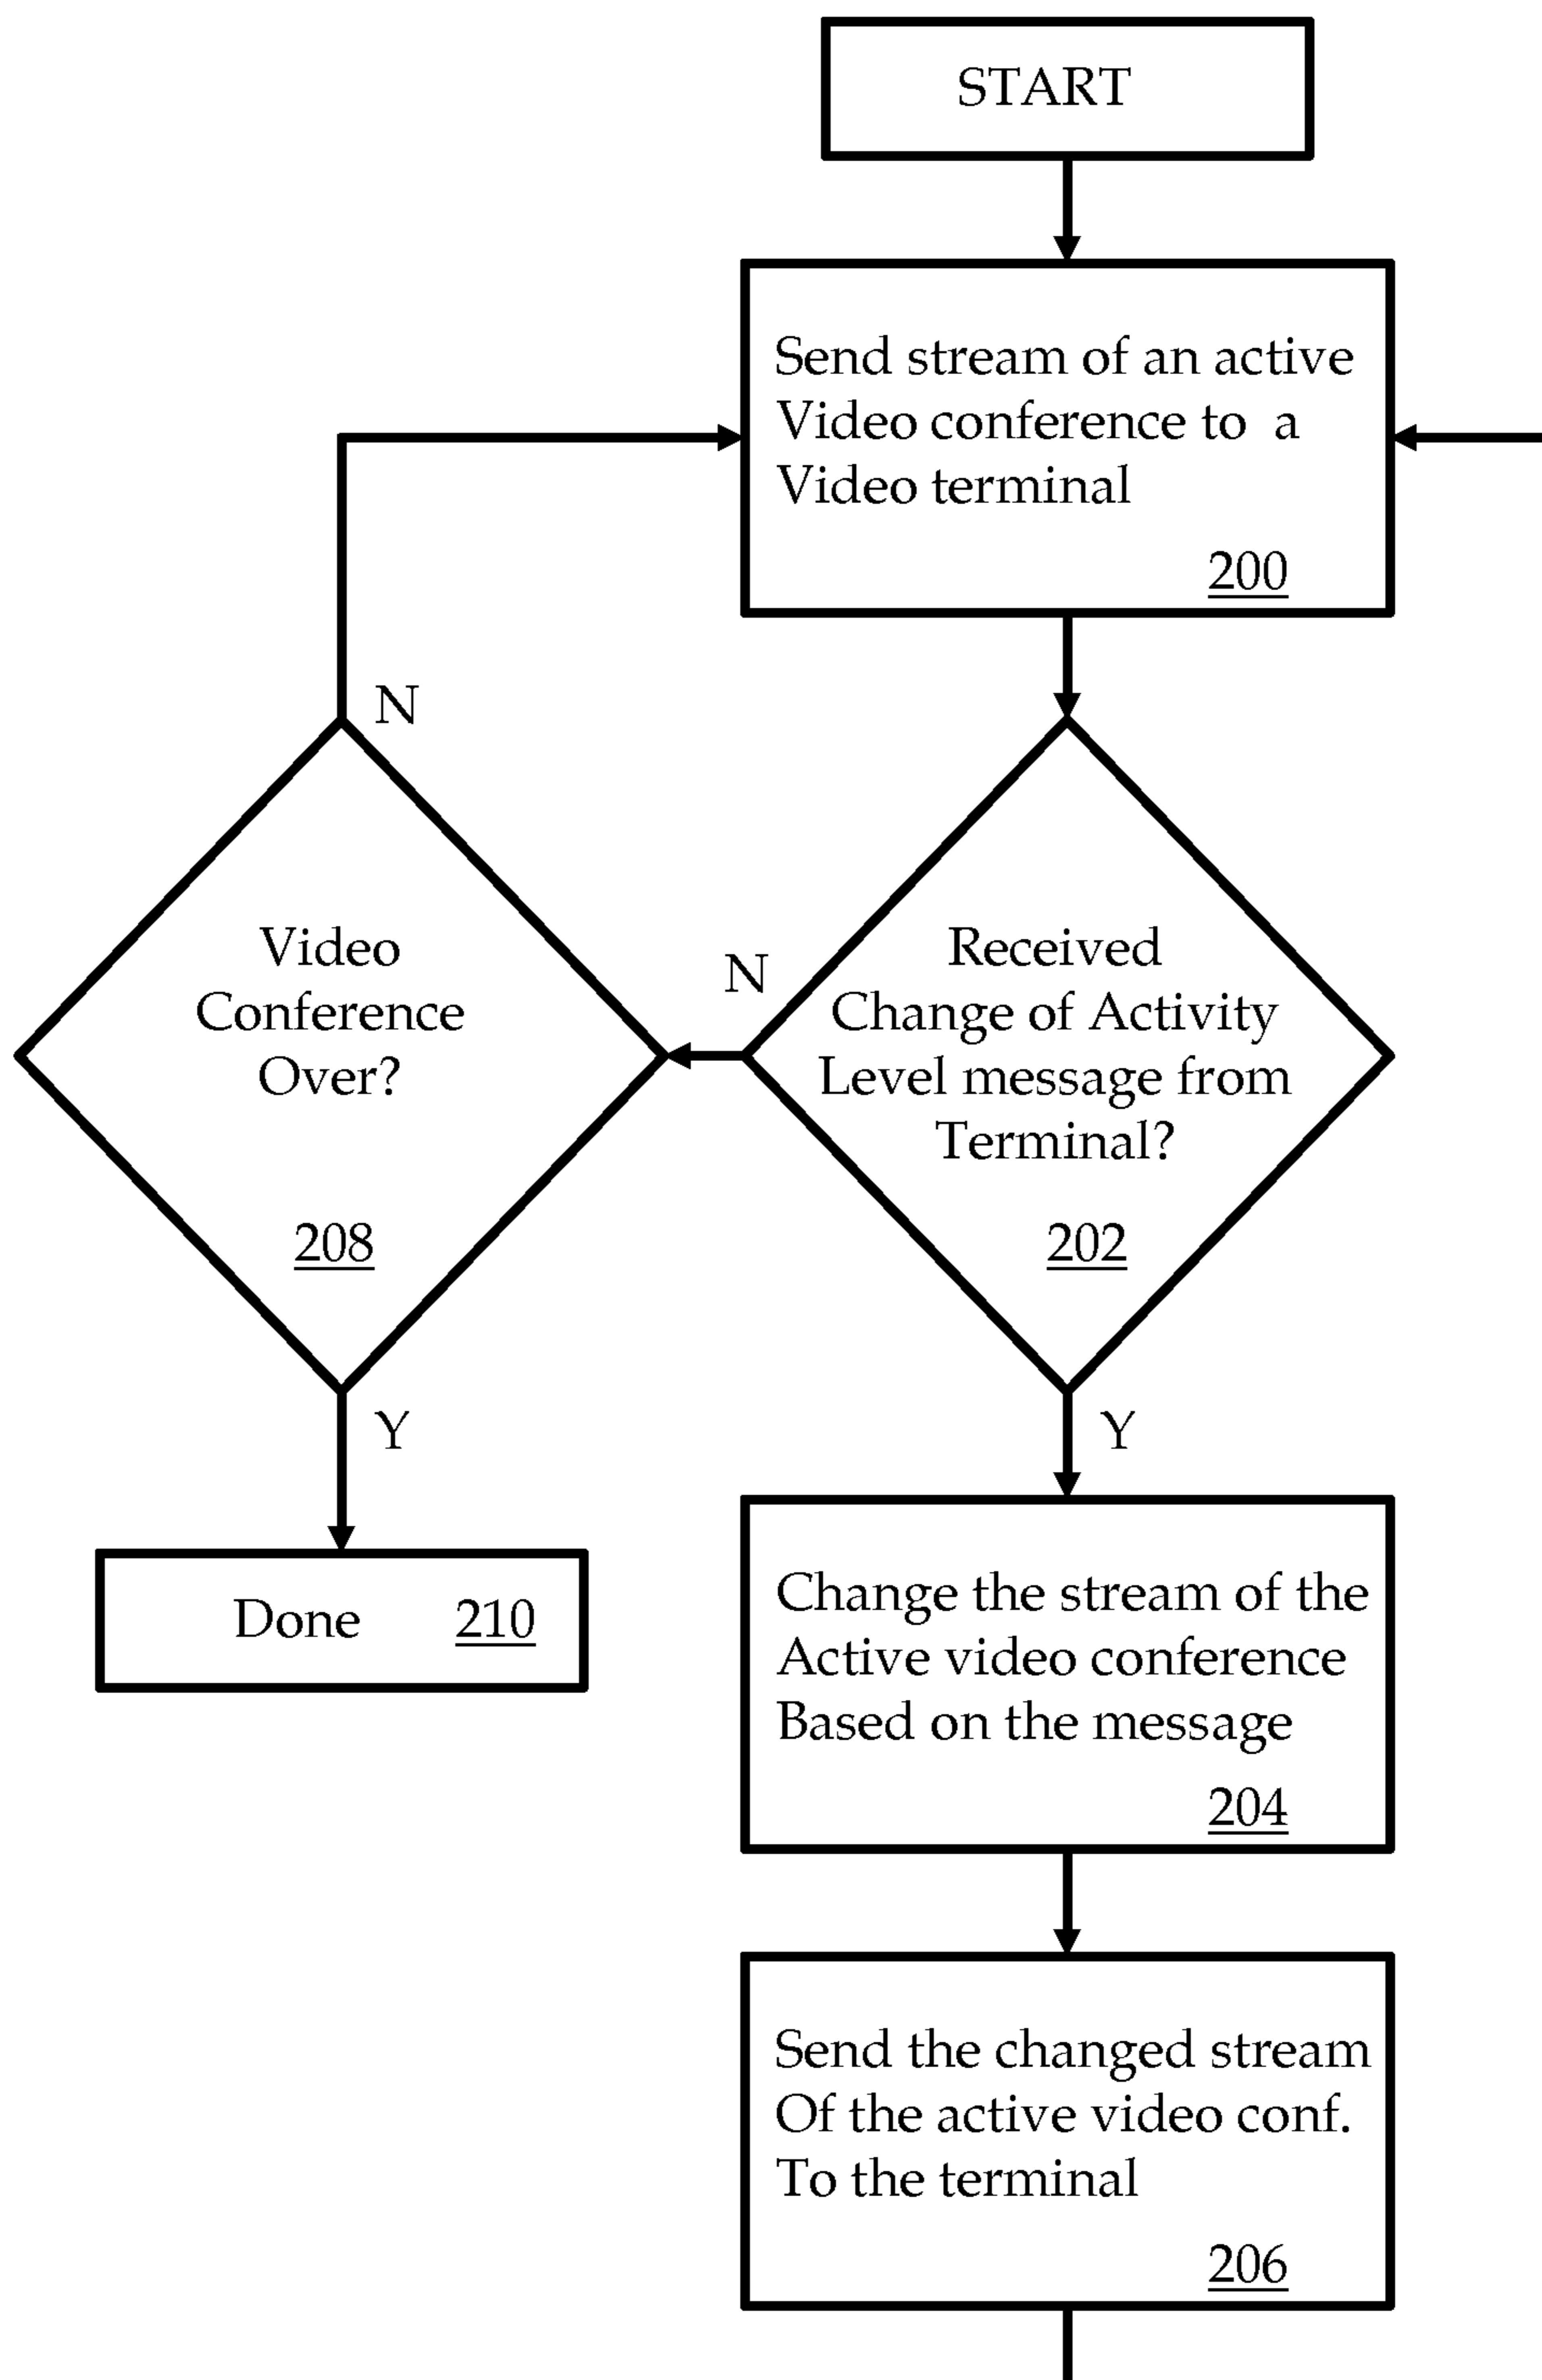 START
Send stream of an active
Video conference to a
Video terminal
200
N
Video
Conference
Over?
208
N
Received
Change of Activity
Level message from
Terminal?
202
Y
Y
Done 210
Change the stream of the
Active video conference
Based on the message
204
Send the changed stream
Of the active video conf.
To the terminal
206